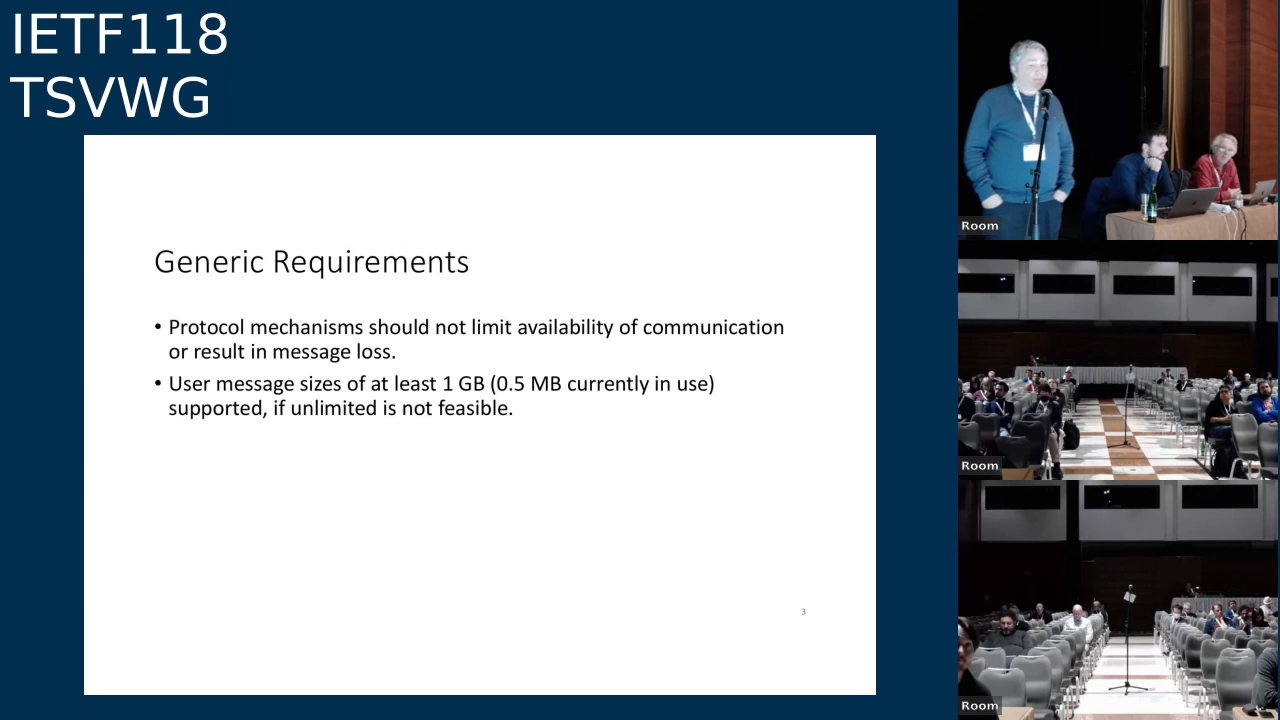 IETF118
TSVWG
Generic Requirements
• Protocol mechanisms should not limit availability of communication
or result in message loss.
• User message sizes of at least 1 GB (0.5 MB currently in use)
supported, if unlimited is not feasible.
3
Room
Room
Room